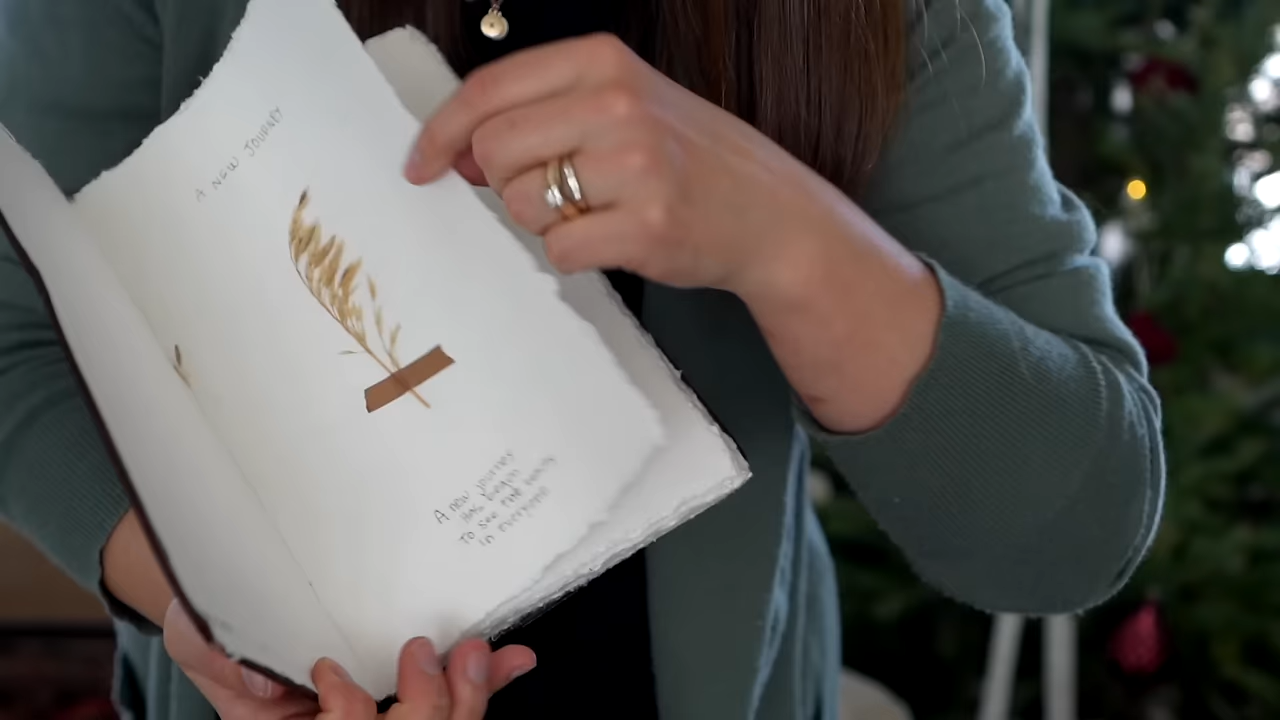 A NEW JOURNEY
A new journey
has begun
to see the beauty
in everyone